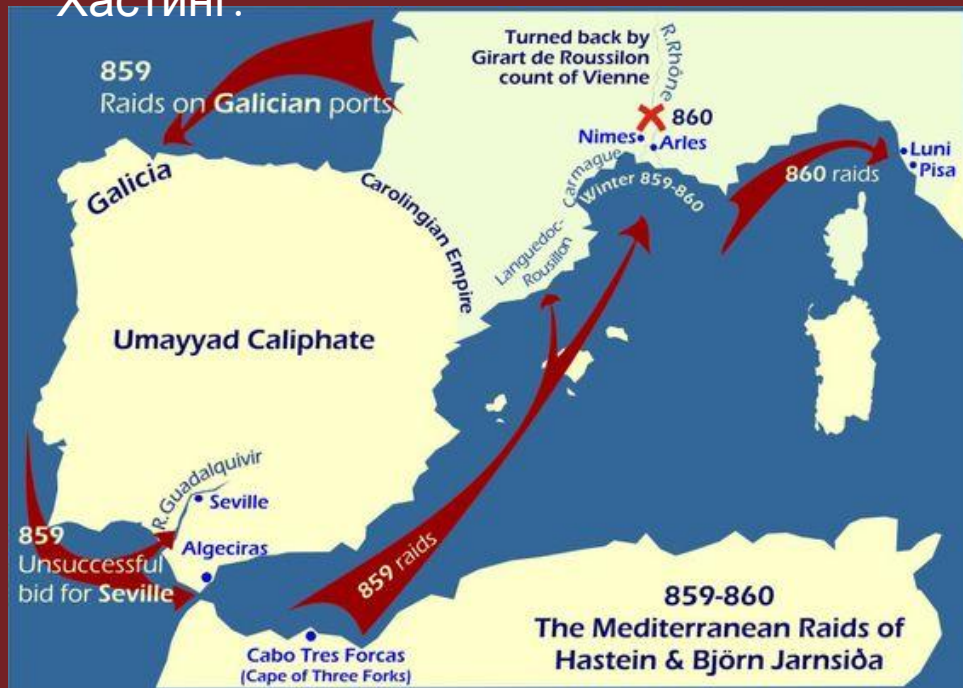 Хастинг.
859
Raids on Galician ports
Turned back by
Girart de Roussilon
count of Vienne
R.Rhône
860
Nimes
Arles
Camargue
Winter 859-860
860 raids
Luni
Pisa
Galicia
Carolingian Empire
Languedoc-
Rousillon
Umayyad Caliphate
R.Guadalquivir
Seville
859
Unsuccessful
bid for Seville
Algeciras
859 raids
Cabo Tres Forcas
(Cape of Three Forks)
859-860
The Mediterranean Raids of
Hastein & Björn Jarnsiða